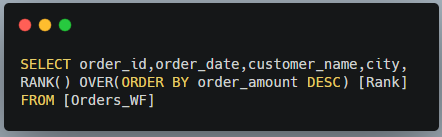 SELECT order_id,order_date,customer_name,city,
RANK() OVER(ORDER BY order_amount DESC) [Rank]
FROM [Orders_WF]